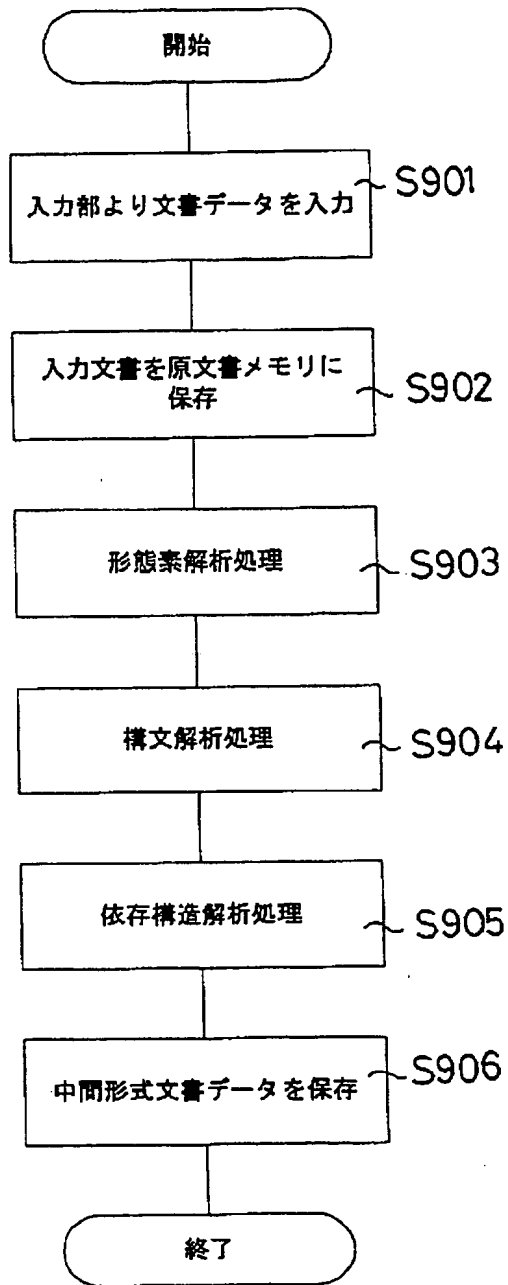 開始
入力部より文書データを入力
S901
入力文書を原文書メモリに
保存
S902
形態素解析処理
S903
構文解析処理
S904
依存構造解析処理
S905
中間形式文書データを保存
S906
終了